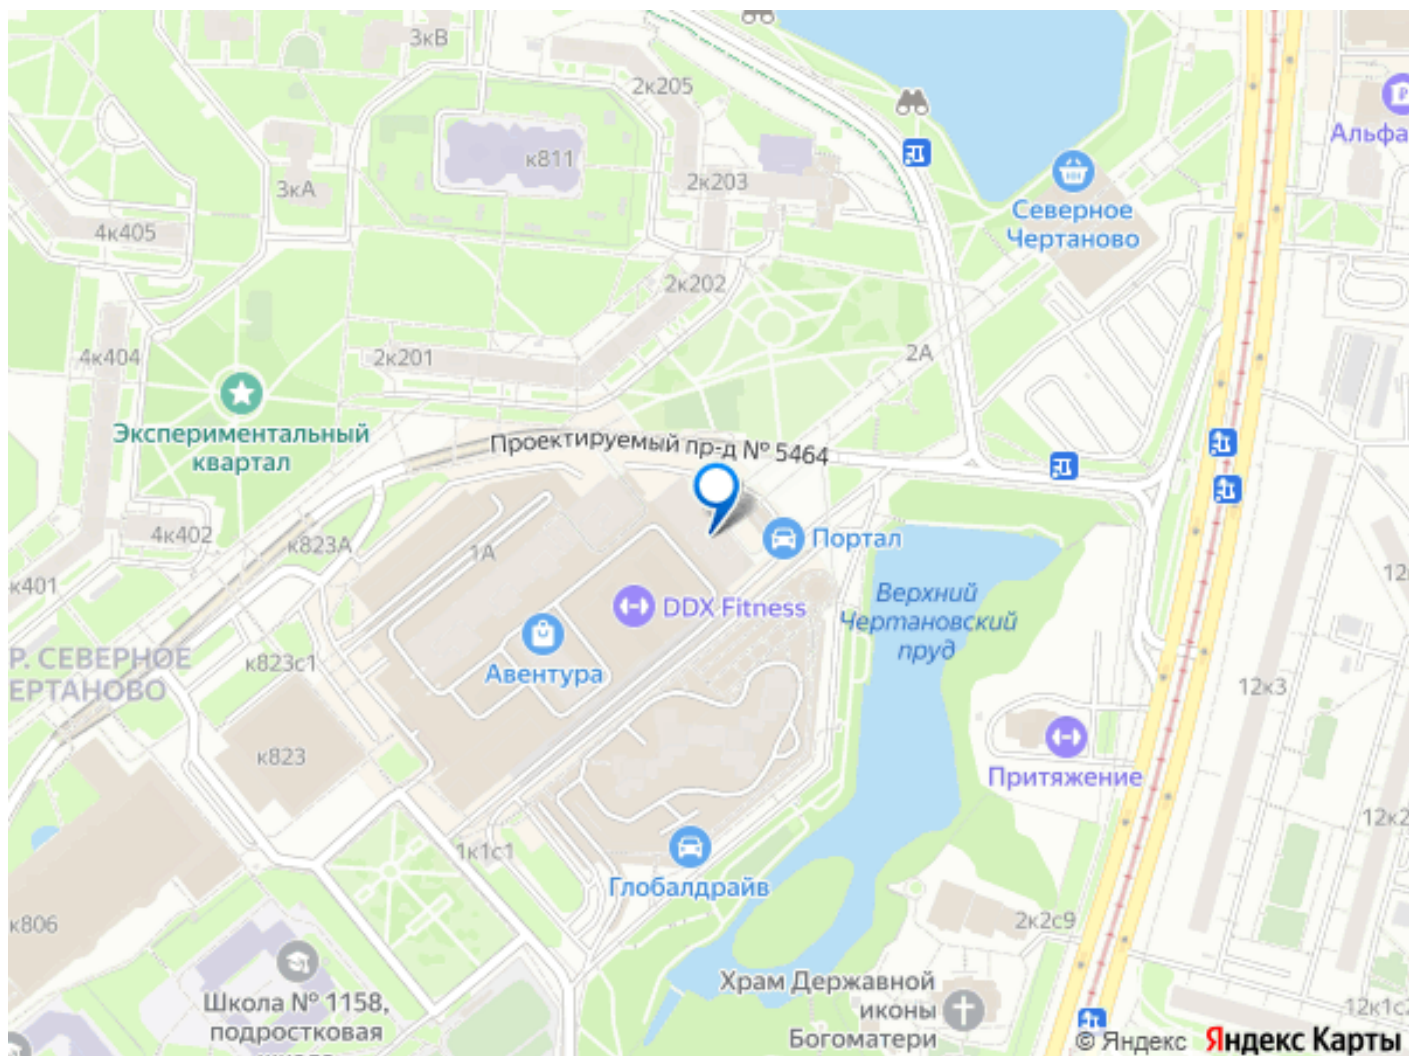 3кВ
2к205
Альфа
к811
3кА
2к203
Северное
Чертаново
4к405
2к202
4к404
2к201
2А
Экспериментальный
квартал
Проектируемый пр-д № 5464
4к402
к823А
1А
Портал
к401
DDX Fitness
Верхний
Чертановский
пруд
12
Р. СЕВЕРНОЕ
ЕРТАНОВО
к823с1
Авентура
12к3
к823
Притяжение
12к2
1к1с1
Глобалдрайв
к806
2к2с9
Школа № 1158,
подростковая
Храм Державной
иконы
Богоматери
12к1с2
© Яндекс Яндекс Карты